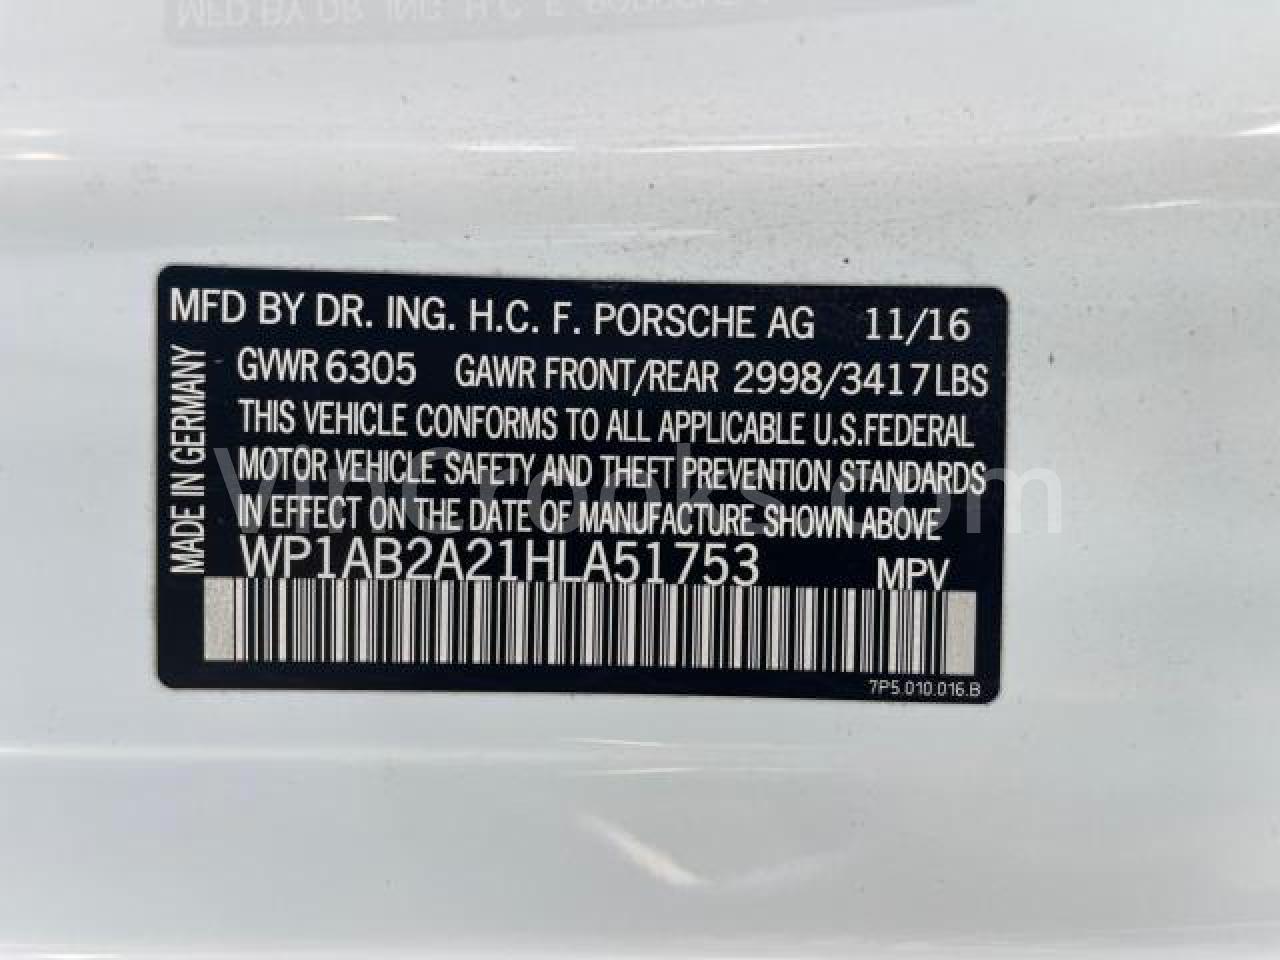 MFD BY DR. ING. H.C. F. PORSCHE AG 11/16
GVWR 6305 GAWR FRONT/REAR 2998/3417LBS
THIS VEHICLE CONFORMS TO ALL APPLICABLE U.S.FEDERAL
MOTOR VEHICLE SAFETY AND THEFT PREVENTION STANDARDS
IN EFFECT ON THE DATE OF MANUFACTURE SHOWN ABOVE
WP1AB2A21HLA51753 MPV
7P5.010.016.B
MADE IN GERMANY
VinCrooks.com